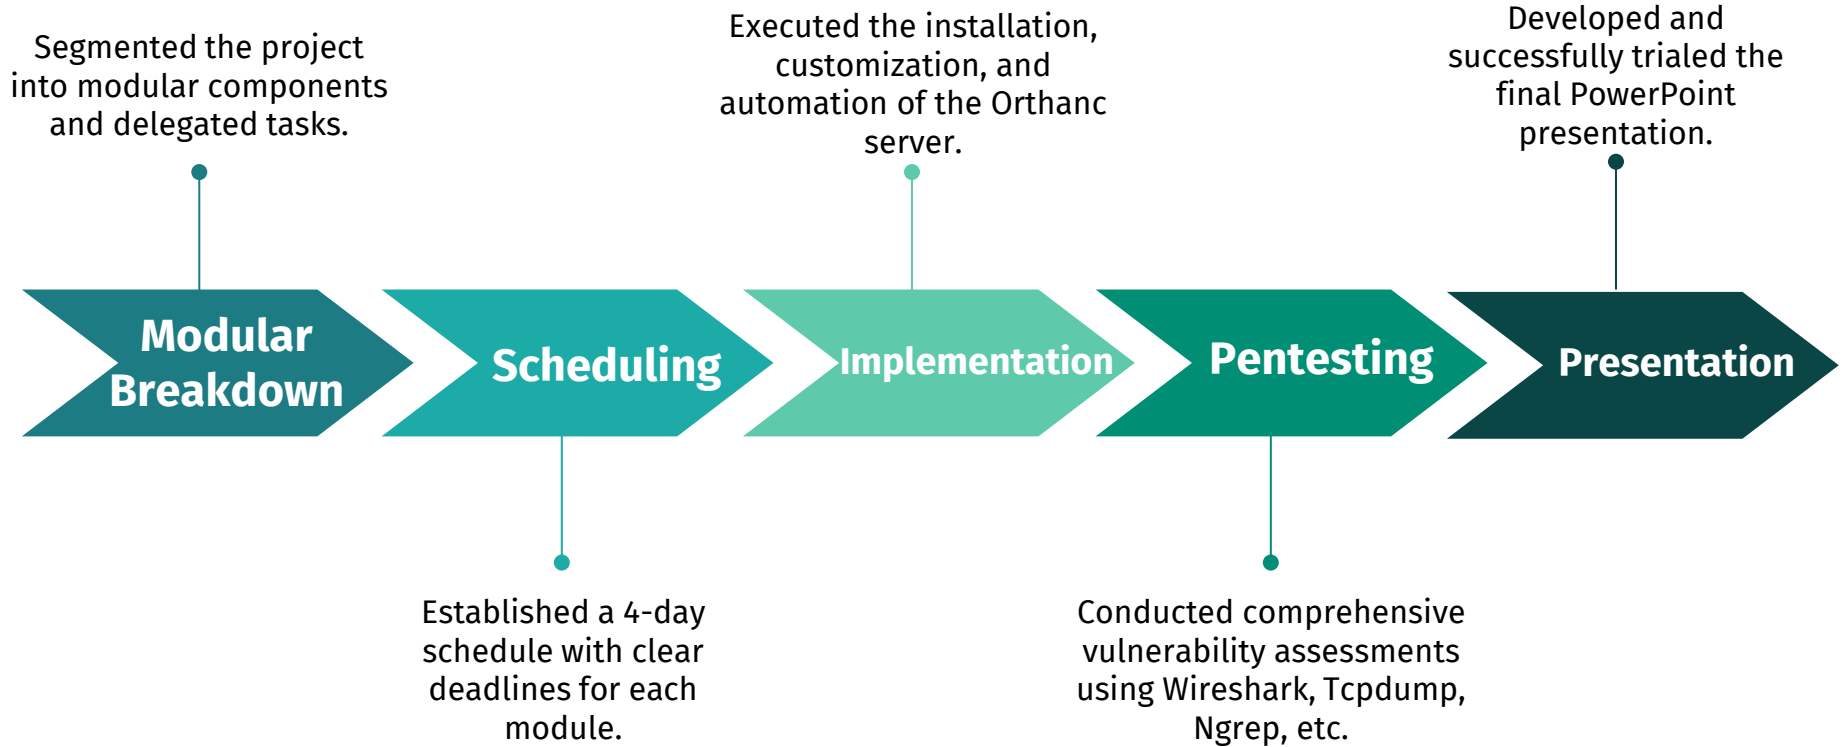 Segmented the project
into modular components
and delegated tasks.
Executed the installation,
customization, and
automation of the Orthanc
server.
Developed and
successfully trialed the
final PowerPoint
presentation.
Modular
Breakdown
Scheduling
Implementation
Pentesting
Presentation
Established a 4-day
schedule with clear
deadlines for each
module.
Conducted comprehensive
vulnerability assessments
using Wireshark, Tcpdump,
Ngrep, etc.